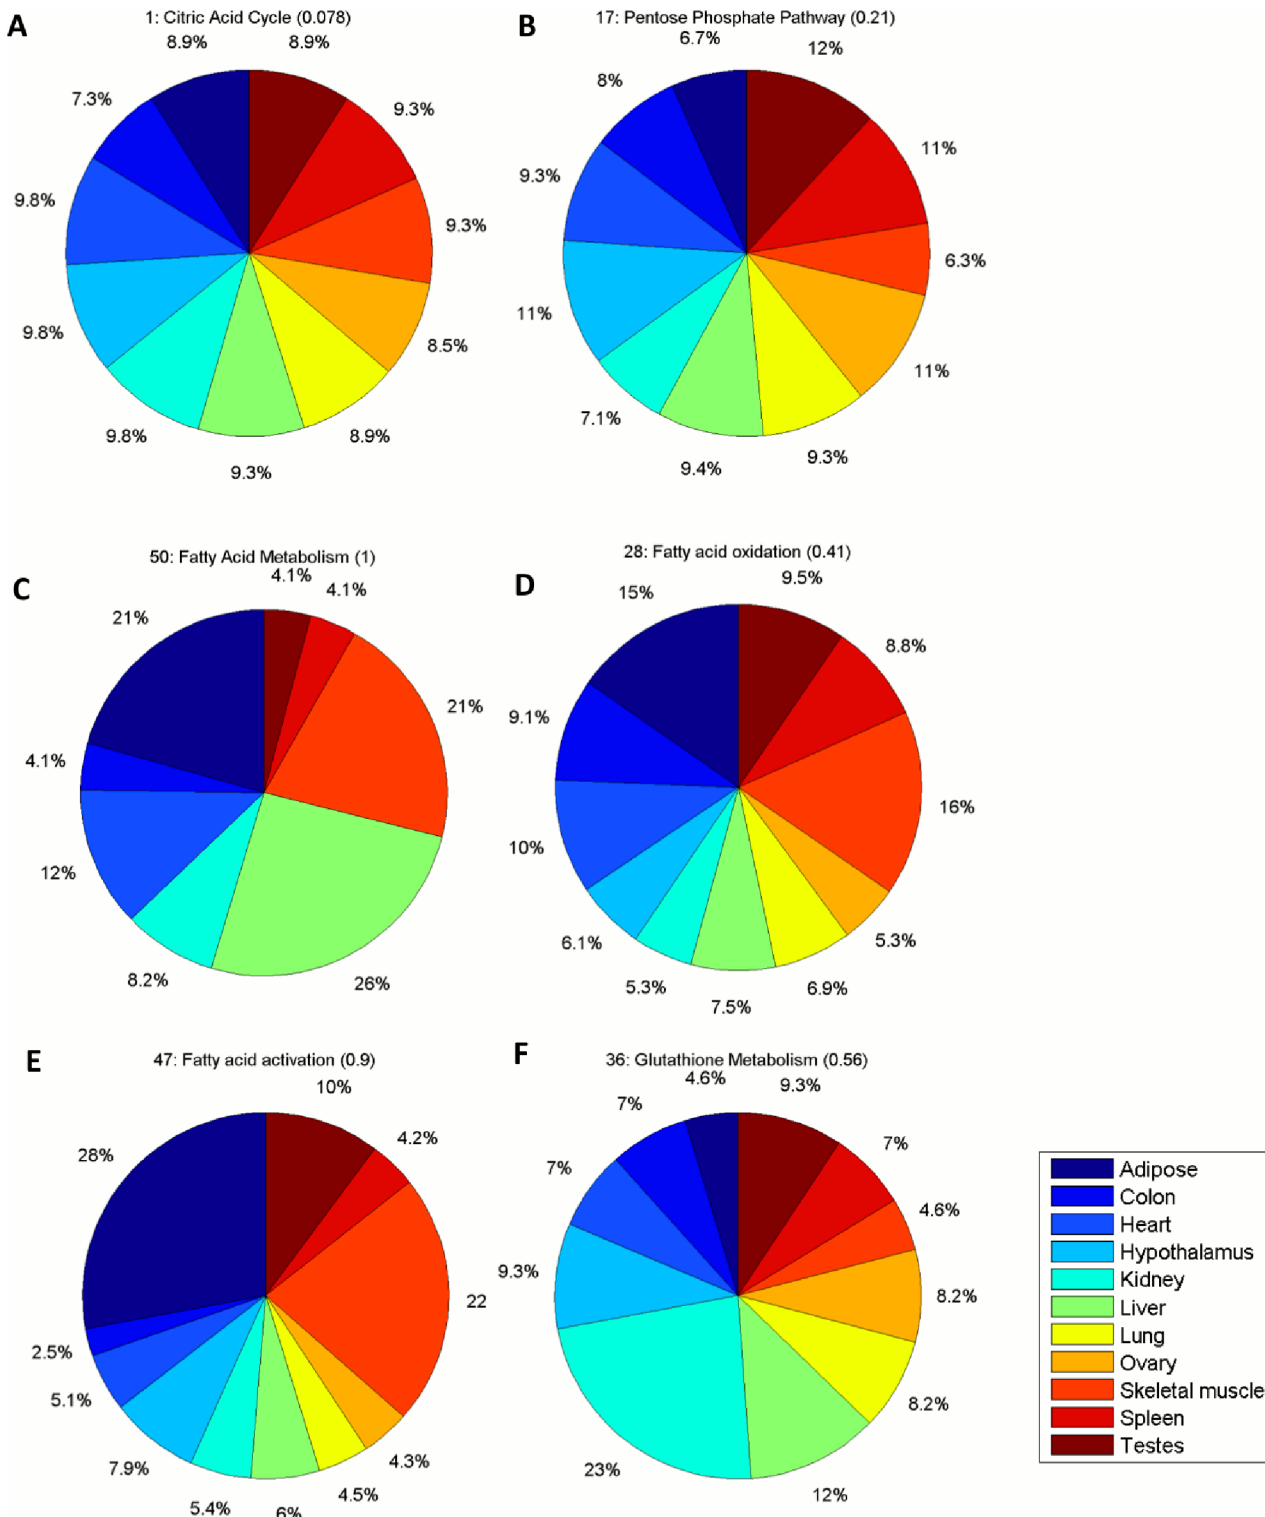 A
1: Citric Acid Cycle (0.078)
8.9%
8.9%
7.3%
9.3%
9.8%
9.3%
9.8%
8.5%
9.8%
8.9%
9.3%
B
17: Pentose Phosphate Pathway (0.21)
6.7%
12%
8%
11%
9.3%
6.3%
11%
11%
7.1%
9.3%
9.4%
C
50: Fatty Acid Metabolism (1)
4.1%
4.1%
21%
21%
4.1%
12%
8.2%
26%
D
28: Fatty acid oxidation (0.41)
15%
9.5%
8.8%
9.1%
16%
10%
6.1%
5.3%
5.3%
6.9%
7.5%
E
47: Fatty acid activation (0.9)
10%
4.2%
28%
22
2.5%
5.1%
7.9%
4.3%
5.4%
4.5%
6%
F
36: Glutathione Metabolism (0.56)
4.6%
9.3%
7%
7%
7%
4.6%
9.3%
8.2%
8.2%
23%
12%
Adipose
Colon
Heart
Hypothalamus
Kidney
Liver
Lung
Ovary
Skeletal muscle
Spleen
Testes